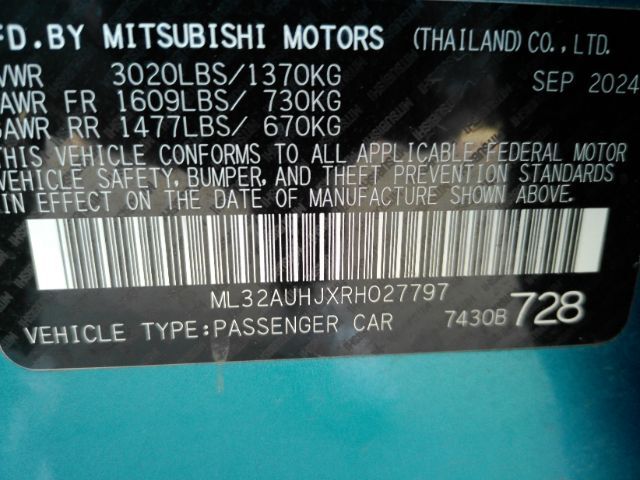 FD.BY MITSUBISHI MOTORS (THAILAND)CO.,LTD.
VWR 3020LBS/1370KG SEP 2024
AWR FR 1609LBS/ 730KG
AWR RR 1477LBS/ 670KG
THIS VEHICLE CONFORMS TO ALL APPLICABLE FEDERAL MOTOR
VEHICLE SAFETY, BUMPER, AND THEFT PREVENTION STANDARDS
IN EFFECT ON THE DATE OF MANUFACTURE SHOWN ABOVE.
ML32AUHJXRH027797
VEHICLE TYPE:PASSENGER CAR 7430B 728